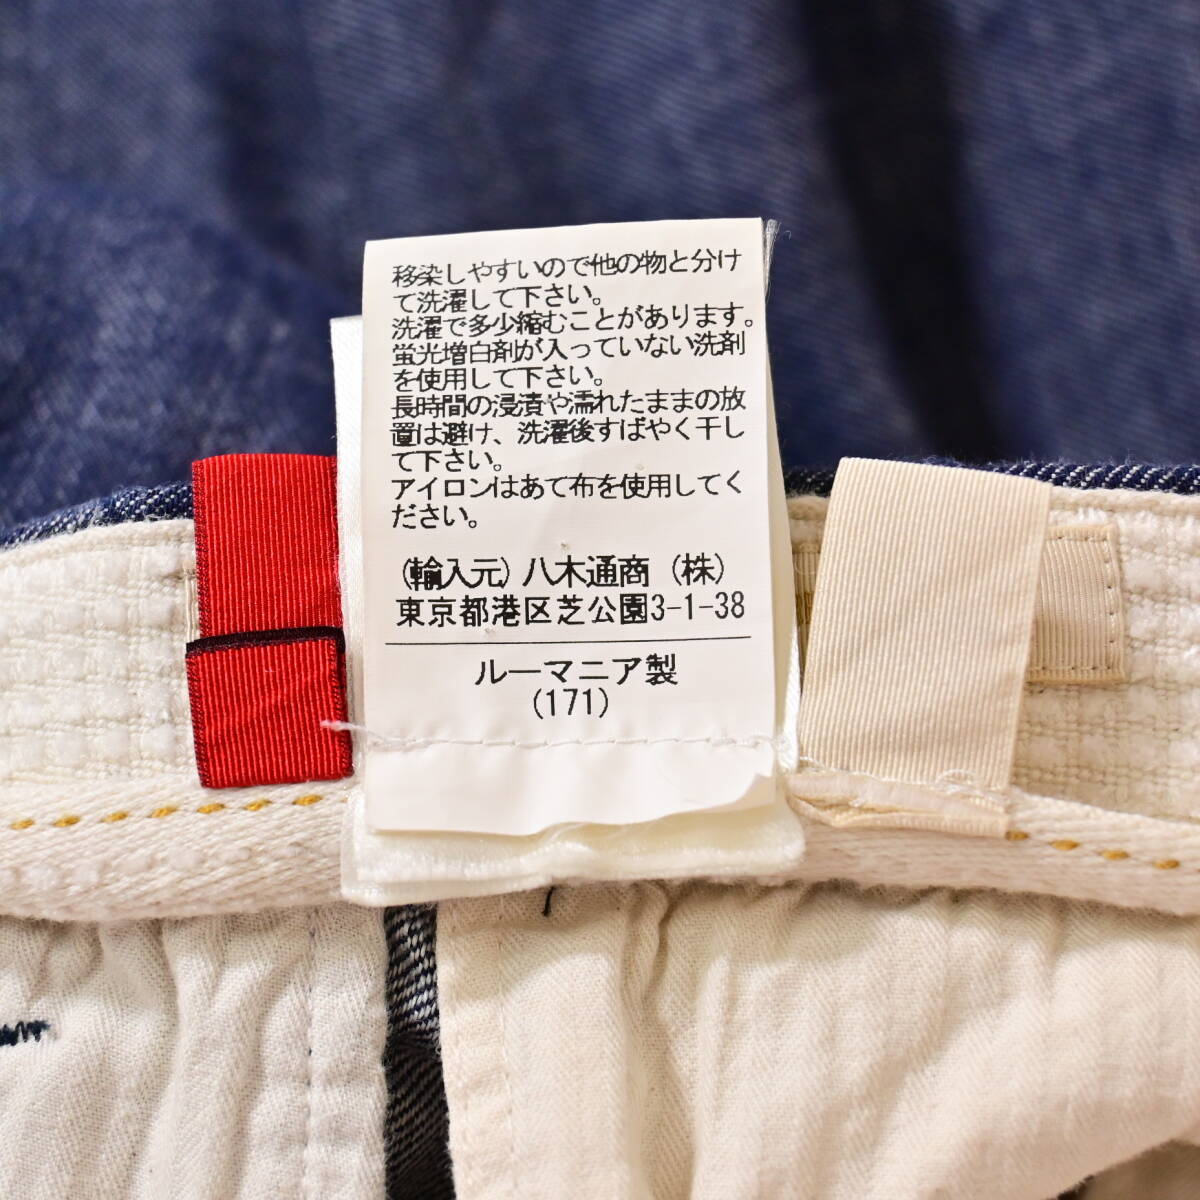 移染しやすいので他の物と分け
て洗濯して下さい。
洗濯で多少縮むことがあります。
蛍光増白剤が入っていない洗剤
を使用して下さい。
長時間の浸漬や濡れたままの放
置は避け、洗濯後すばやく干し
て下さい。
アイロンはあて布を使用してく
ださい。
(輸入元) 八木通商 (株)
東京都港区芝公園3-1-38
ルーマニア製
(171)